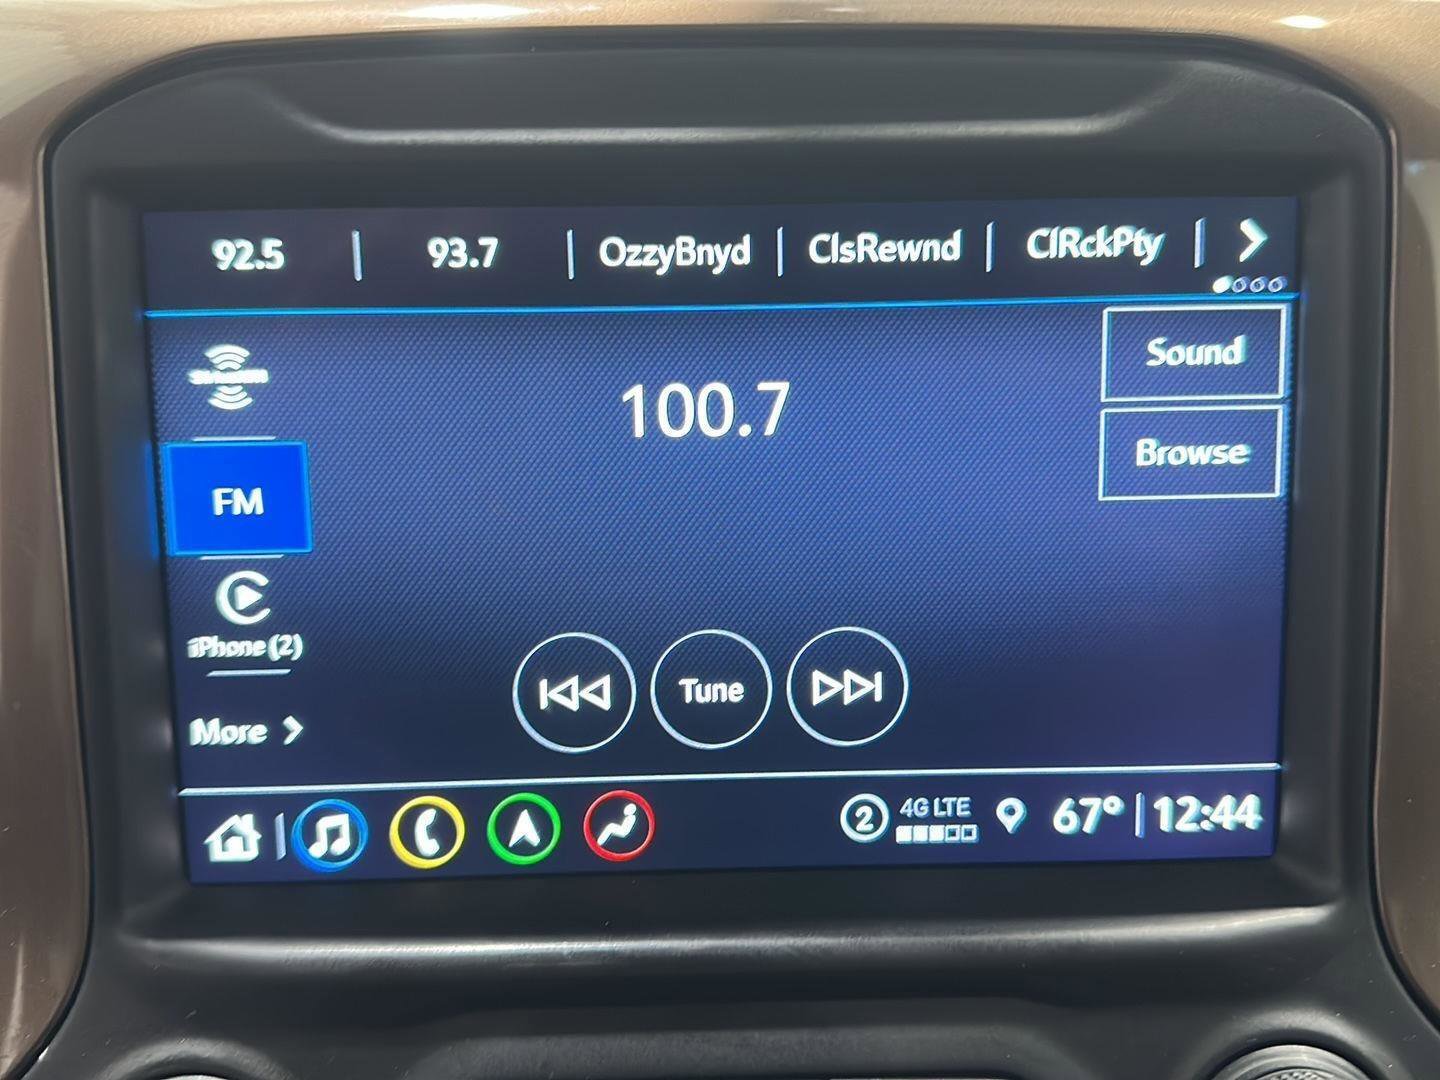 92.5 | 93.7 | OzzyBnyd | ClsRewnd | ClRckPty |
Sound
100.7
Browse
FM
iPhone (2)
Tune
More
2 4G LTE 67° | 12:44